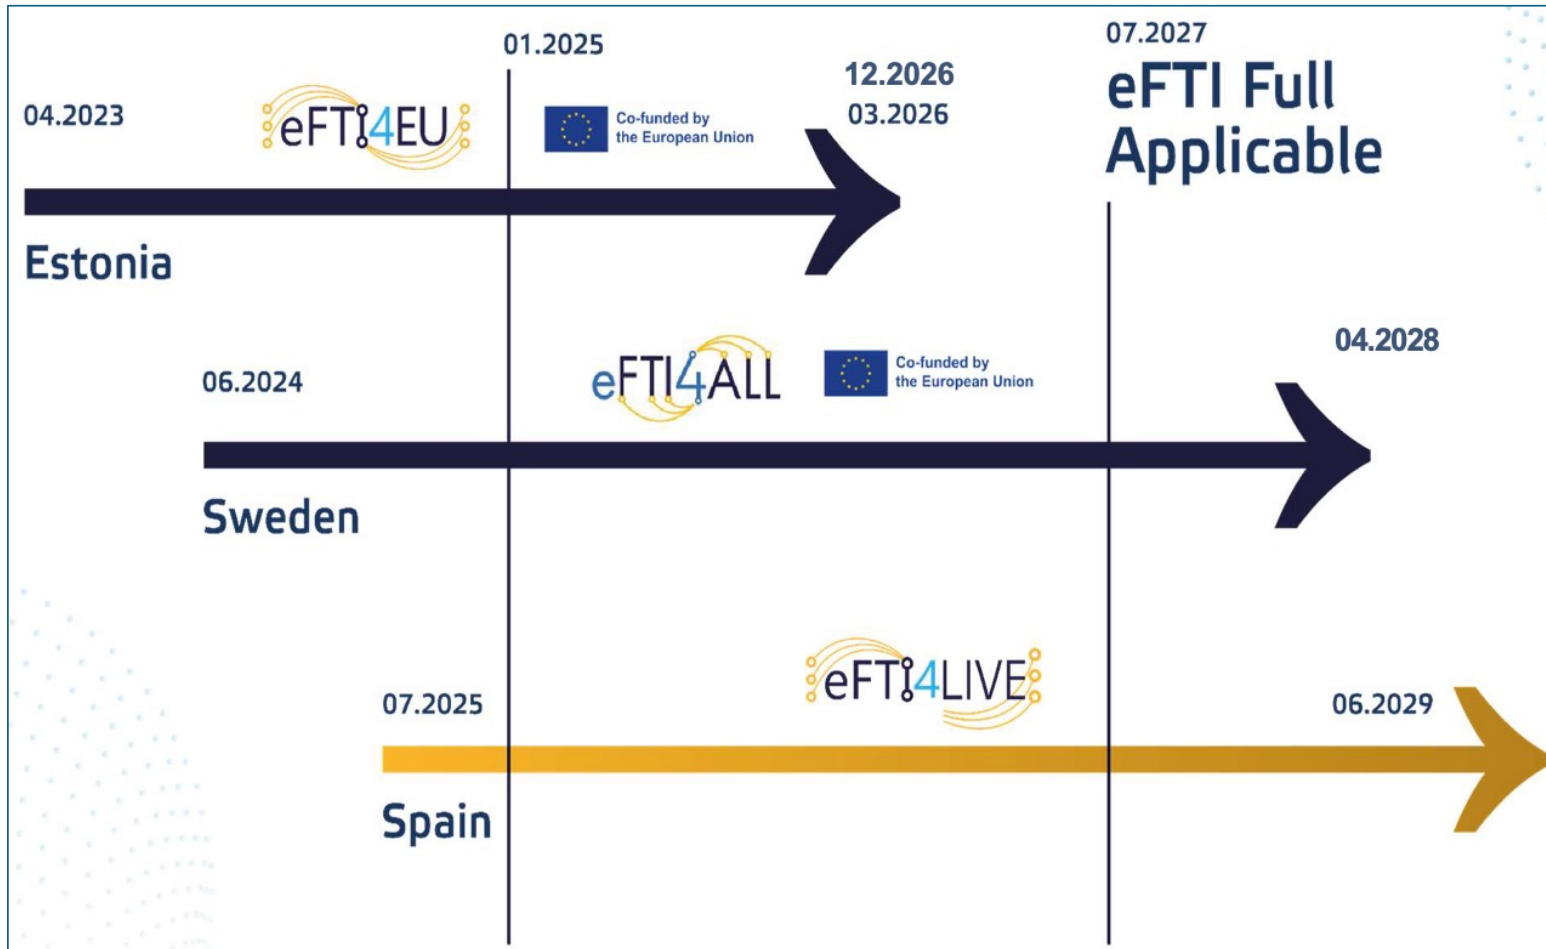 01.2025
07.2027
12.2026
eFTI Full
Applicable
04.2023
eFTI4EU
Co-funded by
the European Union
03.2026
Estonia
04.2028
06.2024
eFTI4ALL
Co-funded by
the European Union
Sweden
eFTI4LIVE
07.2025
06.2029
Spain